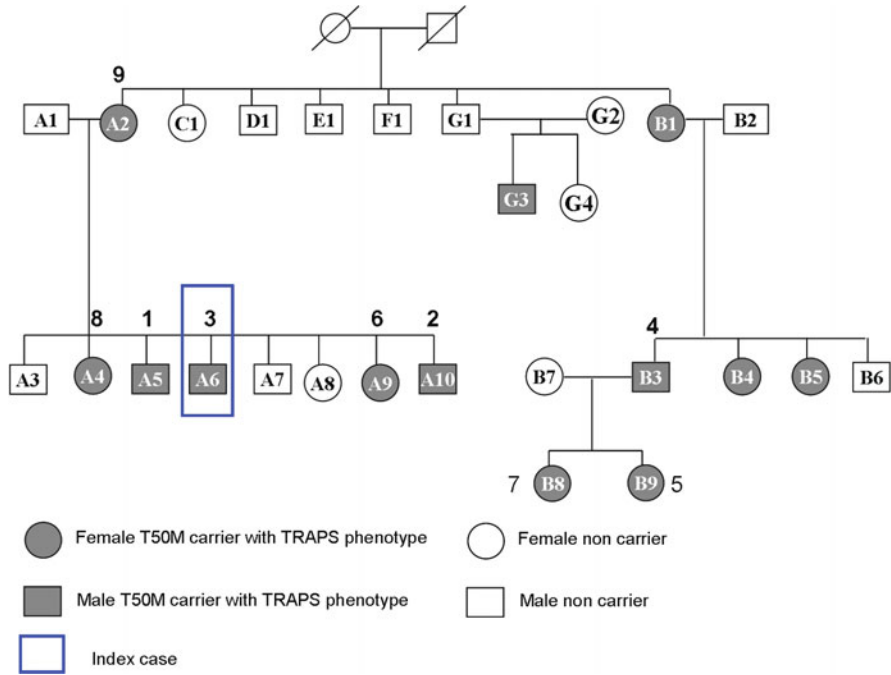 9
A1 A2 C1 D1 E1 F1 G1 G2 B1 B2
G3 G4
8 1 3 6 2 4
A3 A4 A5 A6 A7 A8 A9 A10 B7 B3 B4 B5 B6
7 B8 B9 5
Female T50M carrier with TRAPS phenotype
Female non carrier
Male T50M carrier with TRAPS phenotype
Male non carrier
Index case